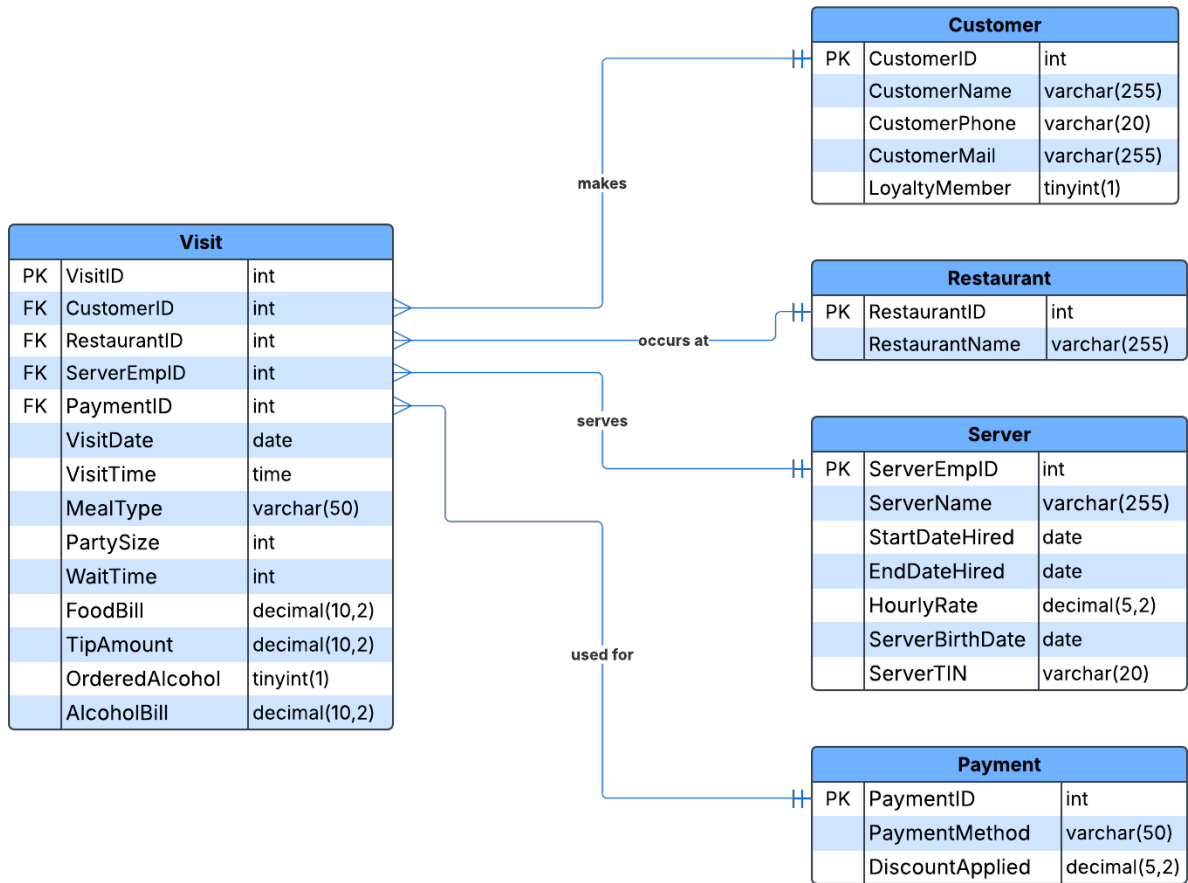 Customer
PK CustomerID int
CustomerName varchar(255)
CustomerPhone varchar(20)
CustomerMail varchar(255)
LoyaltyMember tinyint(1)
makes
Visit
PK VisitID int
FK CustomerID int
FK RestaurantID int
FK ServerEmpID int
FK PaymentID int
VisitDate date
VisitTime time
MealType varchar(50)
PartySize int
WaitTime int
FoodBill decimal(10,2)
TipAmount decimal(10,2)
OrderedAlcohol tinyint(1)
AlcoholBill decimal(10,2)
Restaurant
PK RestaurantID int
RestaurantName varchar(255)
occurs at
serves
Server
PK ServerEmpID int
ServerName varchar(255)
StartDateHired date
EndDateHired date
HourlyRate decimal(5,2)
ServerBirthDate date
ServerTIN varchar(20)
used for
Payment
PK PaymentID int
PaymentMethod varchar(50)
DiscountApplied decimal(5,2)